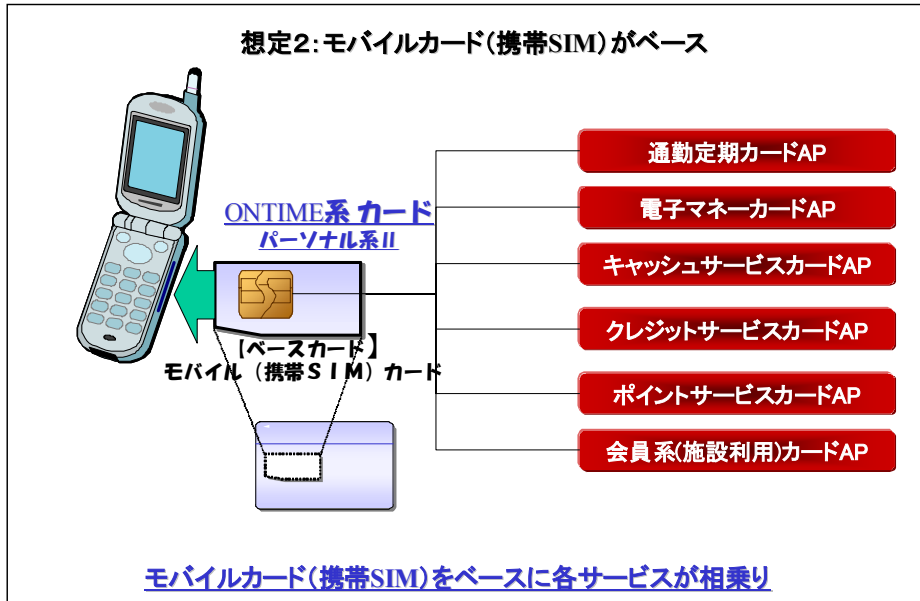 想定2:モバイルカード(携帯SIM)がベース
通勤定期カードAP
電子マネーカードAP
ONTIME系 カード
パーソナル系II
キャッシュサービスカードAP
クレジットサービスカードAP
【ベースカード】
モバイル (携帯SIM) カード
ポイントサービスカードAP
会員系(施設利用)カードAP
モバイルカード(携帯SIM)をベースに各サービスが相乗り